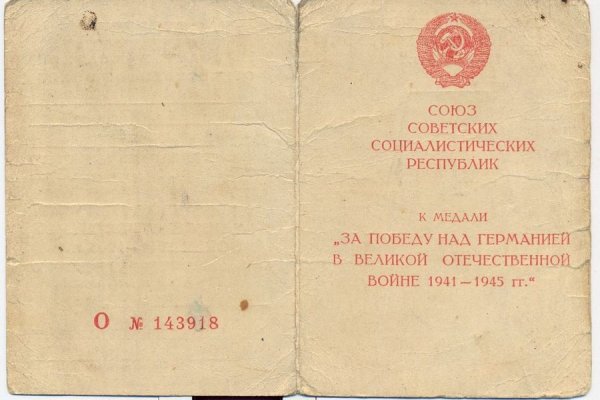 О № 143918
СОЮЗ
СОВЕТСКИХ
СОЦИАЛИСТИЧЕСКИХ
РЕСПУБЛИК
К МЕДАЛИ
„ЗА ПОБЕДУ НАД ГЕРМАНИЕЙ
В ВЕЛИКОЙ ОТЕЧЕСТВЕННОЙ
ВОЙНЕ 1941—1945 гг.“